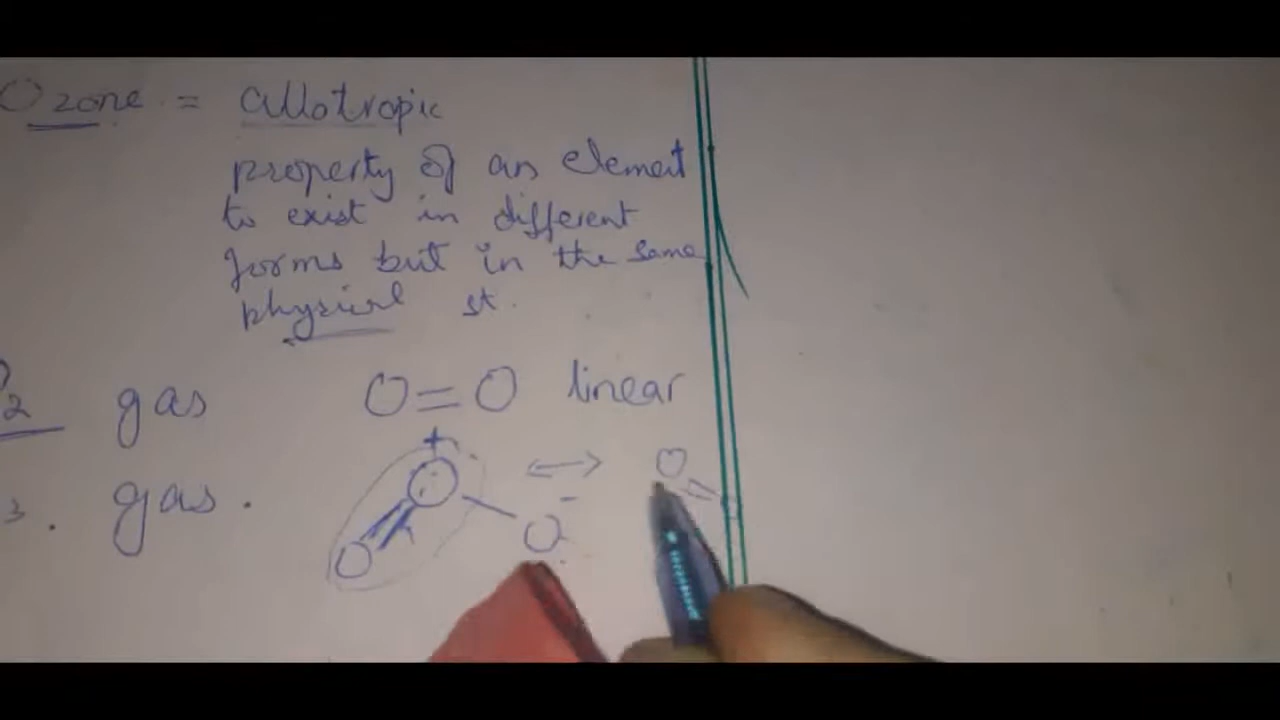 Ozone = allotropic
property of an element
to exist in different
forms but in the same
physical st.
2 gas O=O linear
+
O ↔ O
3. gas.
O O -